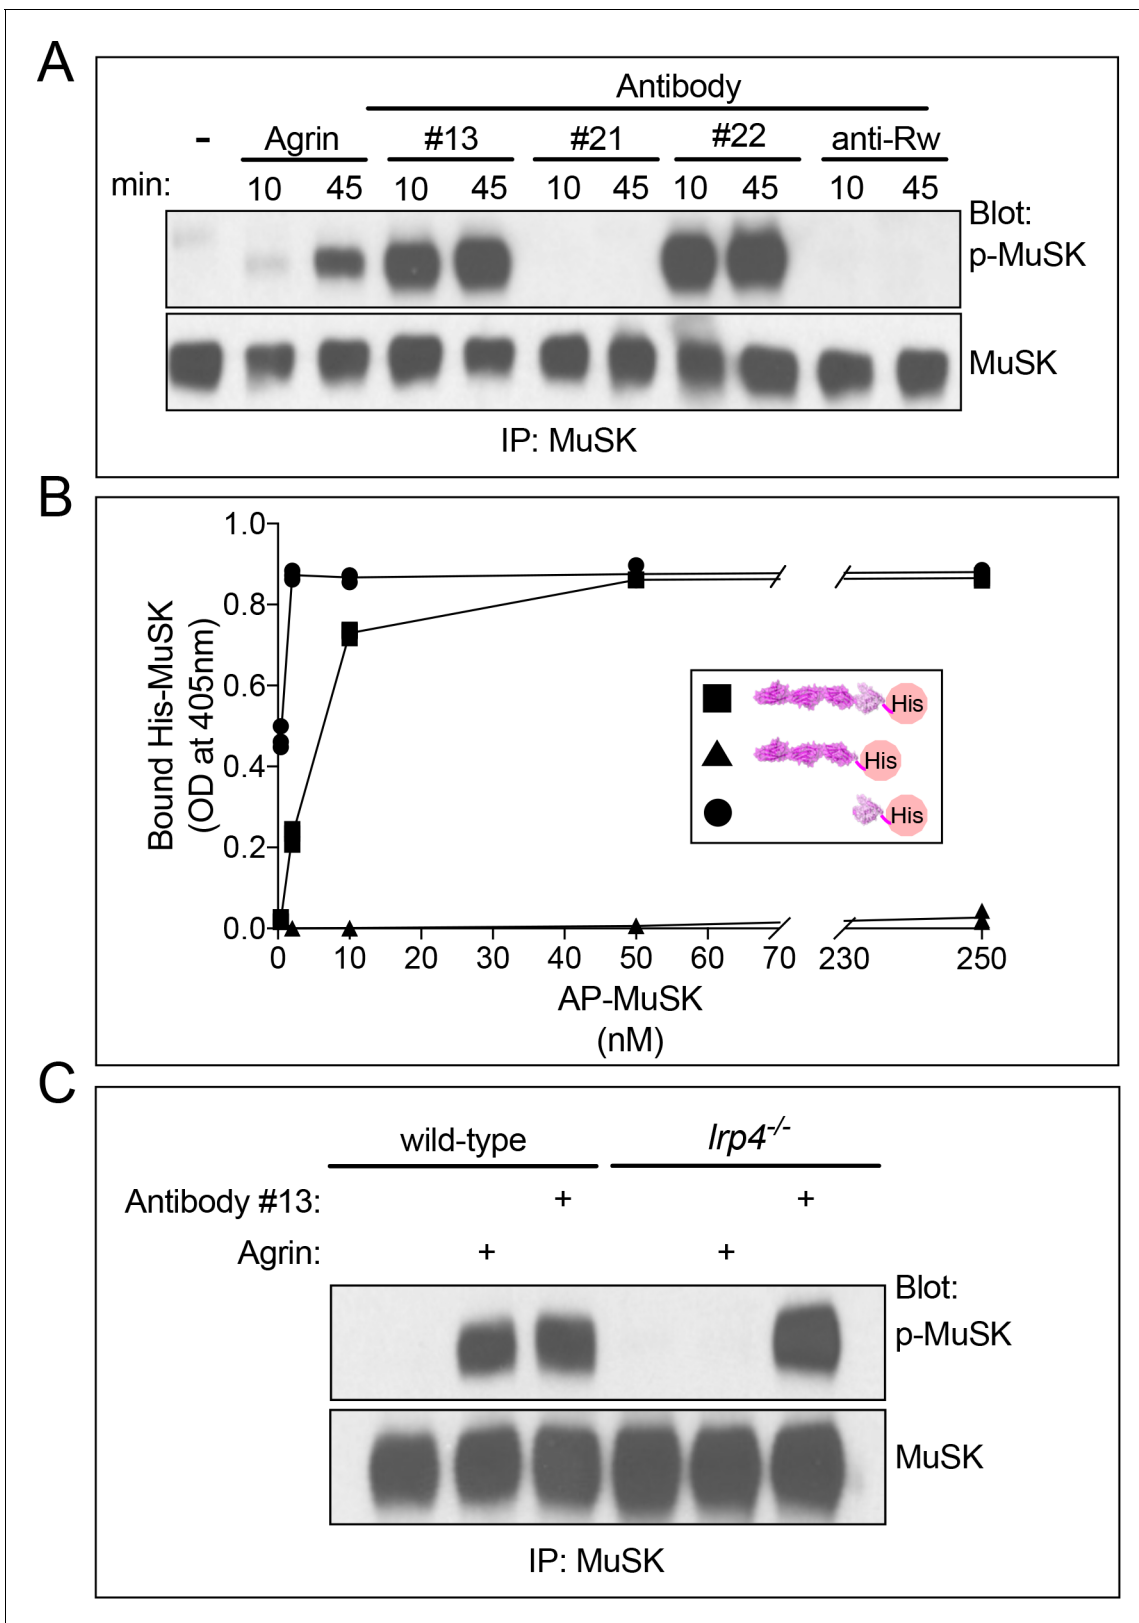 A
Antibody
- Agrin #13 #21 #22 anti-Rw
min: 10 45 10 45 10 45 10 45 10 45
Blot:
p-MuSK
MuSK
IP: MuSK
B
Bound His-MuSK
(OD at 405nm)
1.0
0.8
0.6
0.4
0.2
0.0
0 10 20 30 40 50 60 70 230 250
AP-MuSK
(nM)
His
His
His
C
wild-type lrp4-/-
Antibody #13: + +
Agrin: + +
Blot:
p-MuSK
MuSK
IP: MuSK